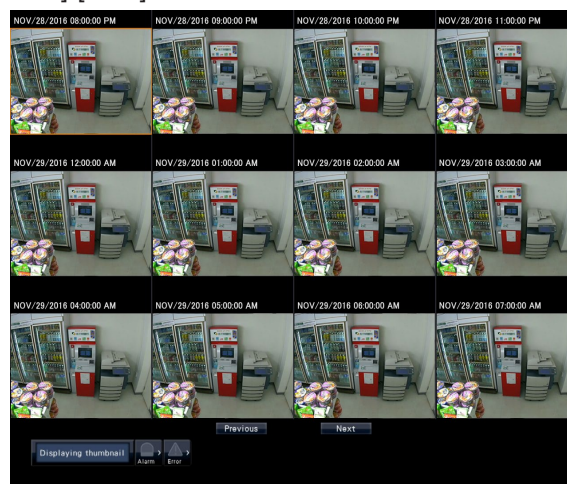 NOV/28/2016 08:00:00 PM
NOV/28/2016 09:00:00 PM
NOV/28/2016 10:00:00 PM
NOV/28/2016 11:00:00 PM
NOV/29/2016 12:00:00 AM
NOV/29/2016 01:00:00 AM
NOV/29/2016 02:00:00 AM
NOV/29/2016 03:00:00 AM
NOV/29/2016 04:00:00 AM
NOV/29/2016 05:00:00 AM
NOV/29/2016 06:00:00 AM
NOV/29/2016 07:00:00 AM
Previous
Next
Displaying thumbnail
Alarm
Error